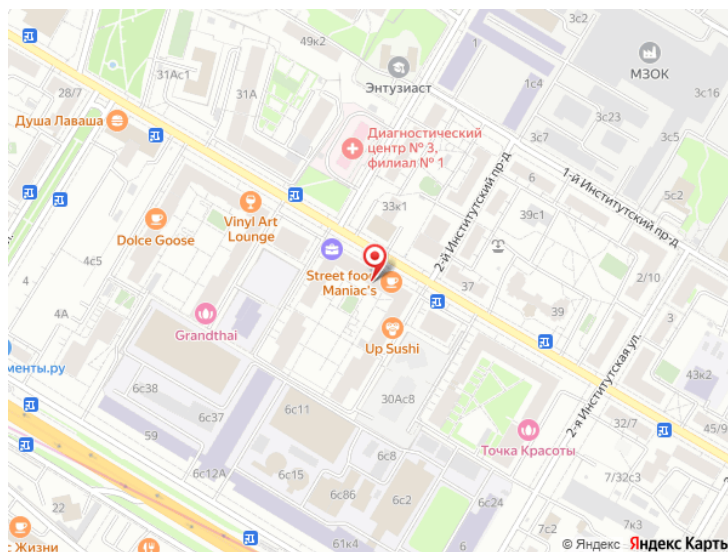 49к2
3с2
31Ас1
Энтузиаст
МЗОК
28/7
31А
1с4
3с16
Душа Лаваша
3с23
Диагностический
центр № 3,
филиал № 1
3с7
3с5
1-й Институтский пр-д
6
5с2
2-й Институтский пр-д
Vinyl Art
Lounge
33к1
39с1
Dolce Goose
4с5
Street foo
Maniac's
37
2/10
4А
Grandthai
39
Up Sushi
2-я Институтская ул.
менты.ру
43к2
6с38
6с37
6с11
30Ас8
59
32/7
45/9
Точка Красоты
6с12А
6с15
6с8
7/32с3
22
6с86
6с2
6с24
7с2
7к3
с Жизни
61к4
© Яндекс Яндекс Карты